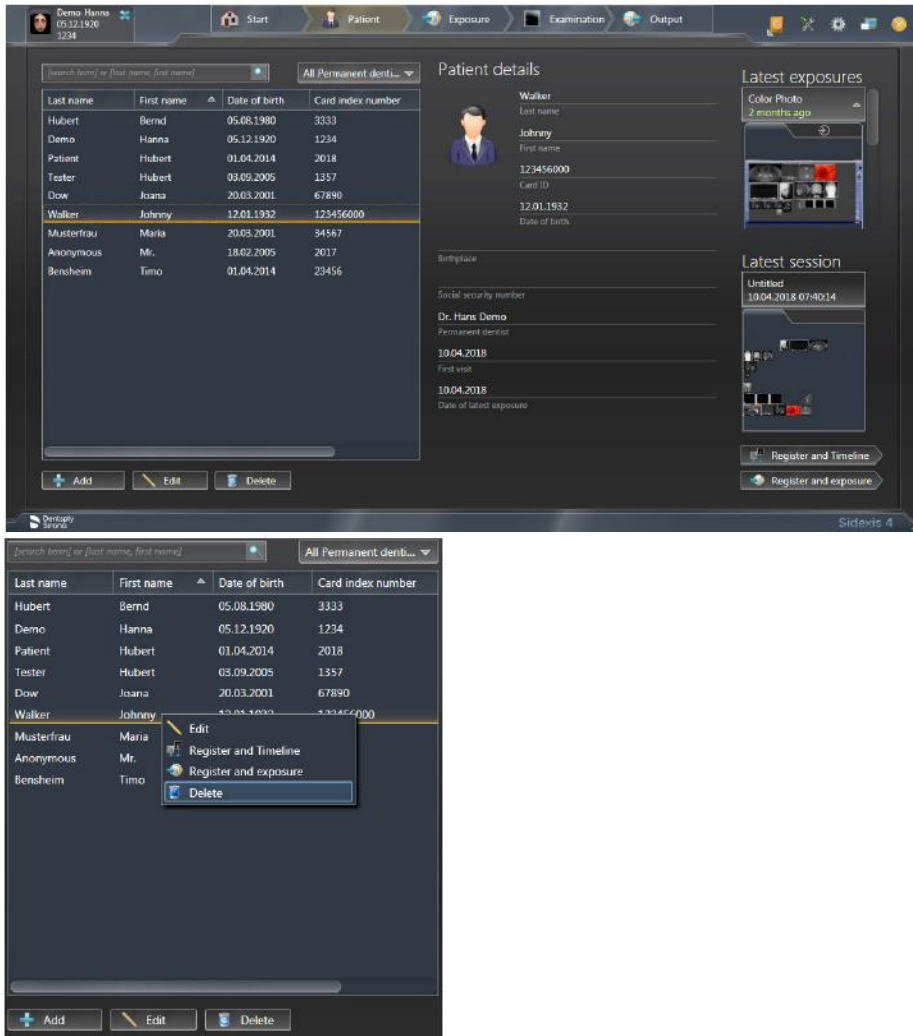 Demo Hanna
05.12.1920
1234
Start
Patient
Exposure
Examination
Output
[search term] or [last name, first name]
All Permanent denti...
Last name First name Date of birth Card index number
Hubert Bernd 05.08.1980 3333
Demo Hanna 05.12.1920 1234
Patient Hubert 01.04.2014 2018
Tester Hubert 03.09.2005 1357
Dow Joana 20.03.2001 67890
Walker Johnny 12.01.1932 123456000
Musterfrau Maria 20.03.2001 34567
Anonymous Mr. 18.02.2005 2017
Bensheim Timo 01.04.2014 23456
Add
Edit
Delete
Patient details
Walker
Last name
Johnny
First name
123456000
Card ID
12.01.1932
Date of birth
Birthplace
Social security number
Dr. Hans Demo
Permanent dentist
10.04.2018
First visit
10.04.2018
Date of latest exposure
Latest exposures
Color Photo
2 months ago
Latest session
Untitled
10.04.2018 07:40:14
Register and Timeline
Register and exposure
Dentsply
Sirona
Sidexis 4
[search term] or [last name, first name]
All Permanent denti...
Last name First name Date of birth Card index number
Hubert Bernd 05.08.1980 3333
Demo Hanna 05.12.1920 1234
Patient Hubert 01.04.2014 2018
Tester Hubert 03.09.2005 1357
Dow Joana 20.03.2001 67890
Walker Johnny 12.01.1932 123456000
Musterfrau Maria
Anonymous Mr.
Bensheim Timo
Edit
Register and Timeline
Register and exposure
Delete
Add
Edit
Delete